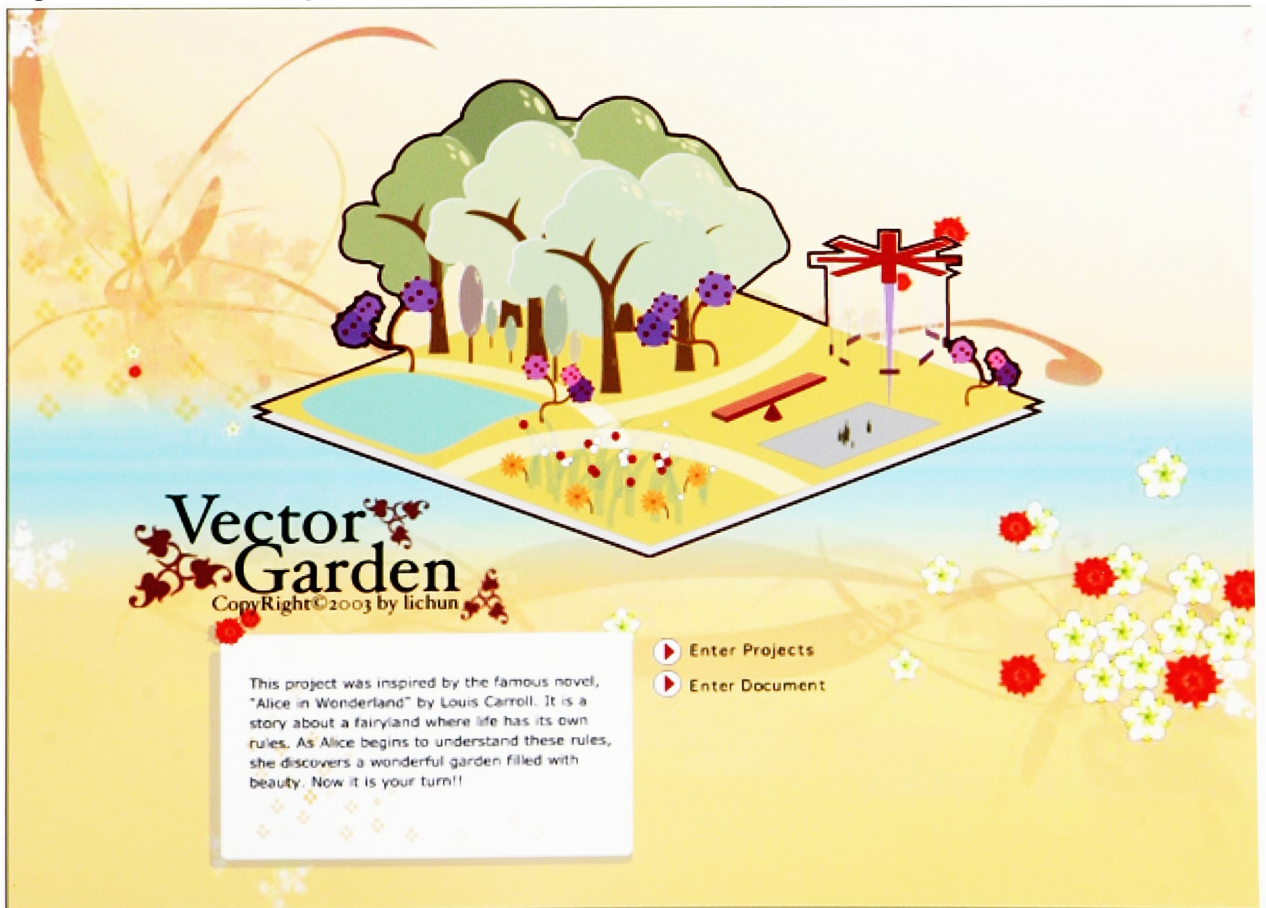 Vector
Garden
CopyRight©2003 by lichun
This project was inspired by the famous novel,
"Alice in Wonderland" by Louis Carroll. It is a
story about a fairyland where life has its own
rules. As Alice begins to understand these rules,
she discovers a wonderful garden filled with
beauty. Now it is your turn!!
Enter Projects
Enter Document